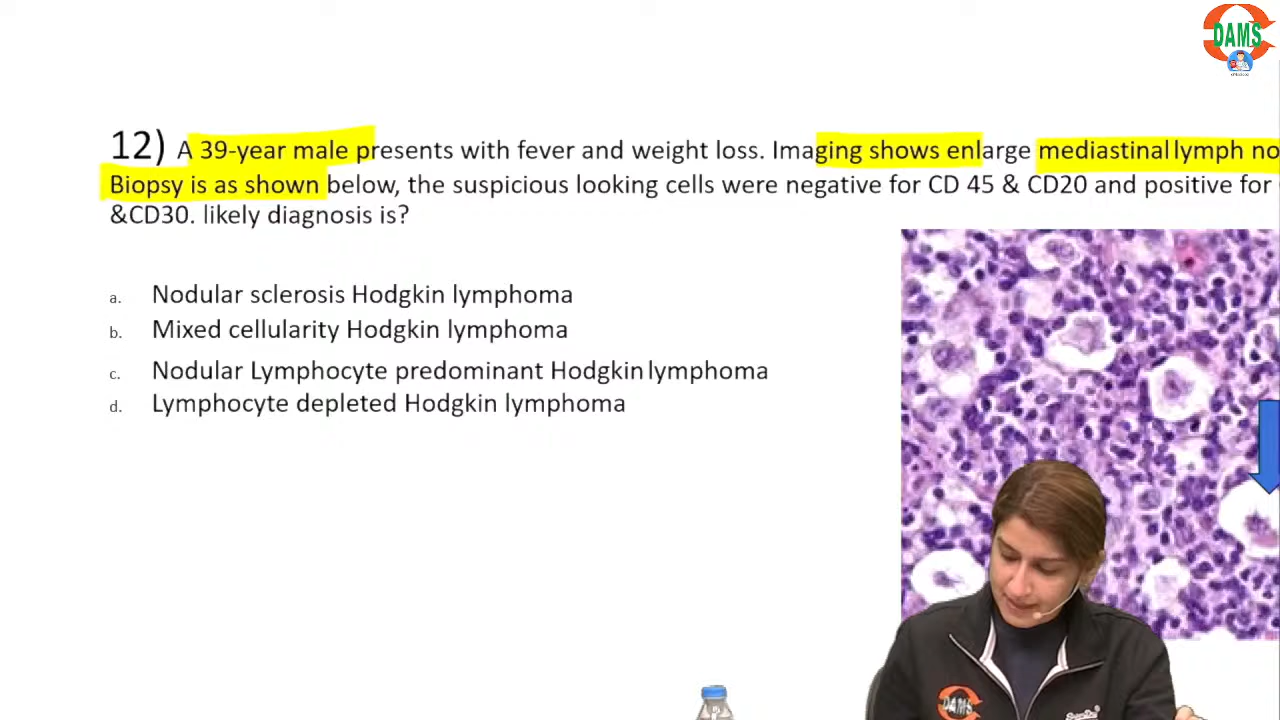 DAMS
12) A 39-year male presents with fever and weight loss. Imaging shows enlarge mediastinal lymph no
Biopsy is as shown below, the suspicious looking cells were negative for CD 45 & CD20 and positive for
&CD30. likely diagnosis is?
a. Nodular sclerosis Hodgkin lymphoma
b. Mixed cellularity Hodgkin lymphoma
c. Nodular Lymphocyte predominant Hodgkin lymphoma
d. Lymphocyte depleted Hodgkin lymphoma
DAMS